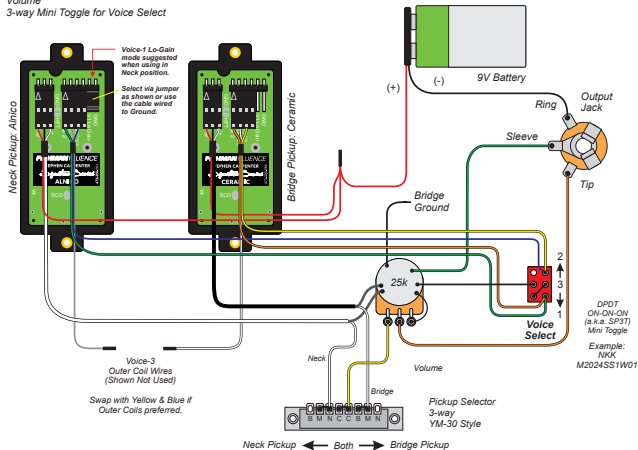 Volume
3-way Mini Toggle for Voice Select
Voice-1 Lo-Gain
mode suggested
when using in
Neck position.
Select via jumper
as shown or use
the cable wired
to Ground.
Neck Pickup: Alnico
Bridge Pickup: Ceramic
ALNICO
CERAMIC
(+)
(-)
9V Battery
Output
Jack
Ring
Sleeve
Tip
Bridge
Ground
25k
2
3
1
Voice
Select
DPDT
ON-ON-ON
(a.k.a. SP3T)
Mini Toggle
Example:
NKK
M2024SS1W01
Voice-3
Outer Coil Wires
(Shown Not Used)
Swap with Yellow & Blue if
Outer Coils preferred.
Neck
Bridge
Volume
B M N C C B M N
Pickup Selector
3-way
YM-30 Style
Neck Pickup
Both
Bridge Pickup